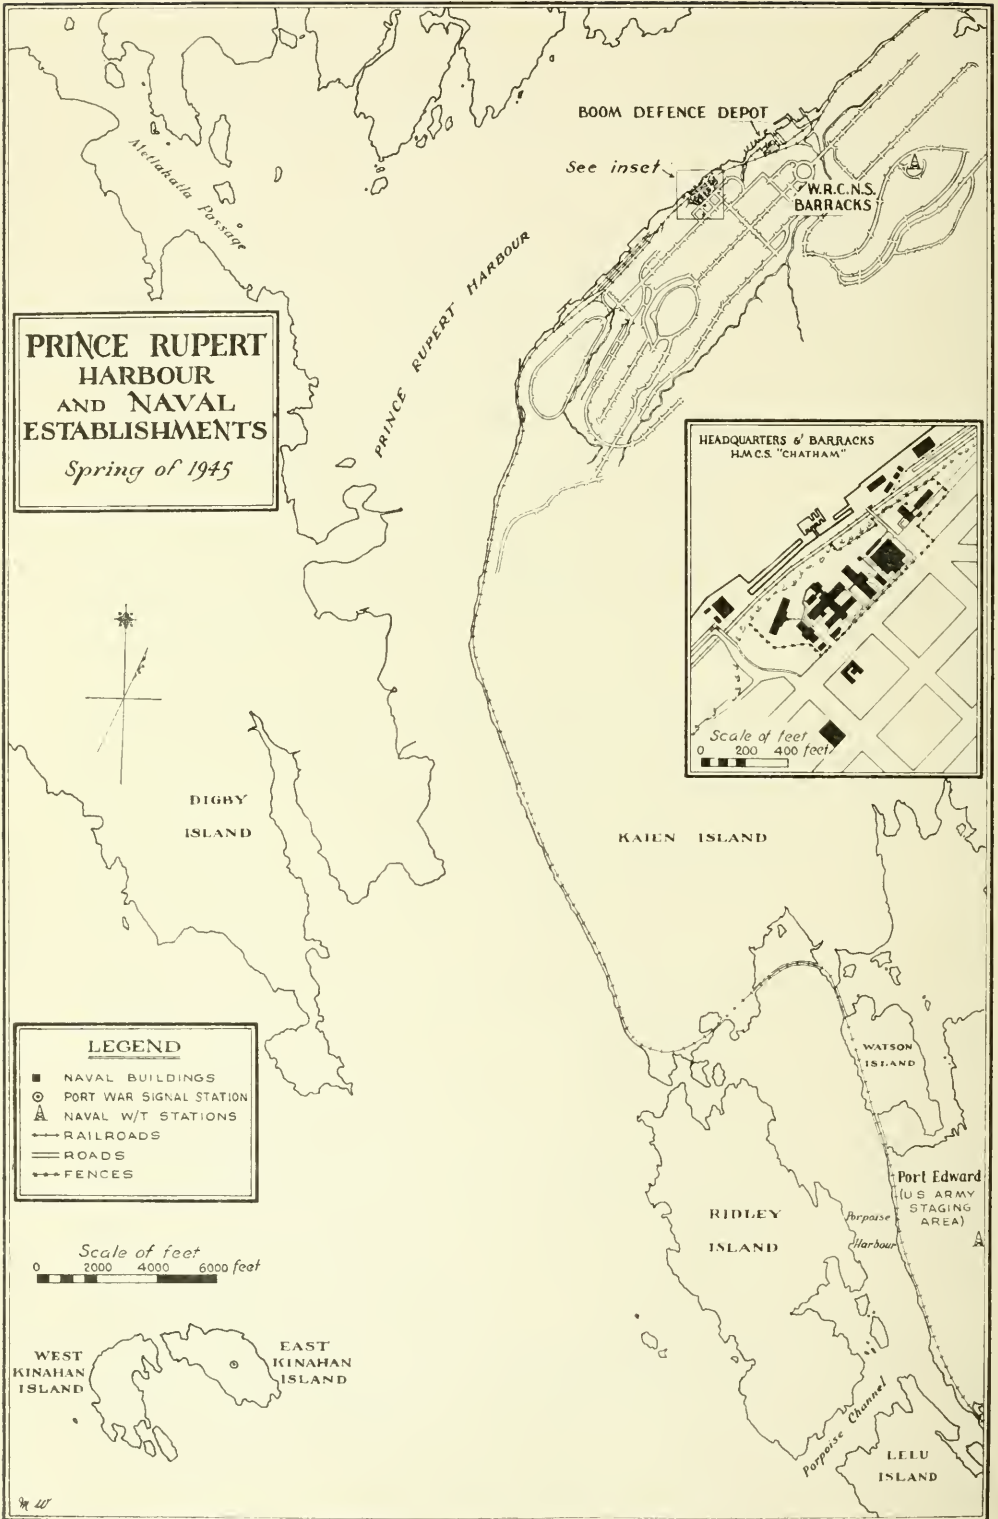 BOOM DEFENCE DEPOT
See inset
W.R.C.N.S.
BARRACKS
Metlahalla Passage
PRINCE RUPERT HARBOUR
PRINCE RUPERT
HARBOUR
AND NAVAL
ESTABLISHMENTS
Spring of 1945
HEADQUARTERS & BARRACKS
H.M.C.S. "CHATHAM"
Scale of feet
0 200 400 feet
DIGBY
ISLAND
KAIEN ISLAND
LEGEND
NAVAL BUILDINGS
PORT WAR SIGNAL STATION
NAVAL W/T STATIONS
RAILROADS
ROADS
FENCES
WATSON
ISLAND
Port Edward
(US ARMY
STAGING
AREA)
RIDLEY
ISLAND
Porpoise
Harbour
Scale of feet
0 2000 4000 6000 feet
WEST
KINAHAN
ISLAND
EAST
KINAHAN
ISLAND
Porpoise Channel
LELU
ISLAND
M W